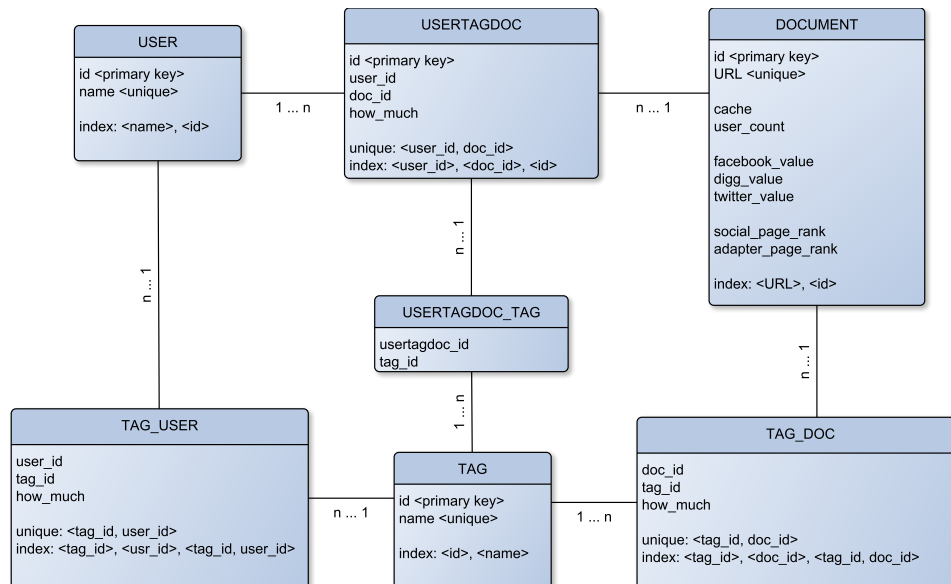 USER
id <primary key>
name <unique>
index: <name>, <id>
1 ... n
USERTAGDOC
id <primary key>
user_id
doc_id
how_much
unique: <user_id, doc_id>
index: <user_id>, <doc_id>, <id>
n ... 1
DOCUMENT
id <primary key>
URL <unique>
cache
user_count
facebook_value
digg_value
twitter_value
social_page_rank
adapter_page_rank
index: <URL>, <id>
n ... 1
n ... 1
n ... 1
USERTAGDOC_TAG
usertagdoc_id
tag_id
1 ... n
TAG_USER
user_id
tag_id
how_much
unique: <tag_id, user_id>
index: <tag_id>, <usr_id>, <tag_id, user_id>
n ... 1
TAG
id <primary key>
name <unique>
index: <id>, <name>
1 ... n
TAG_DOC
doc_id
tag_id
how_much
unique: <tag_id, doc_id>
index: <tag_id>, <doc_id>, <tag_id, doc_id>